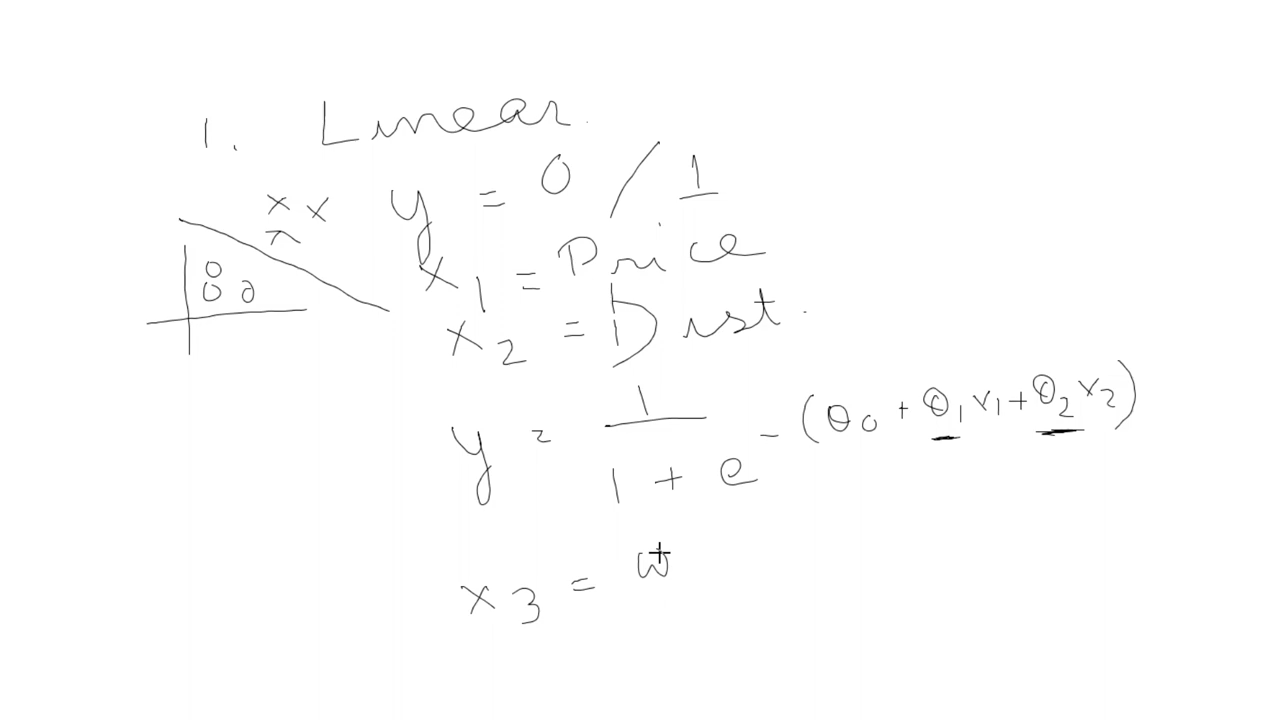 1. Linear.
y = 0 / 1
x1 = Price
x2 = Dist.
y = 1 / (1 + e^-(θ0 + θ1x1 + θ2x2))
x3 =